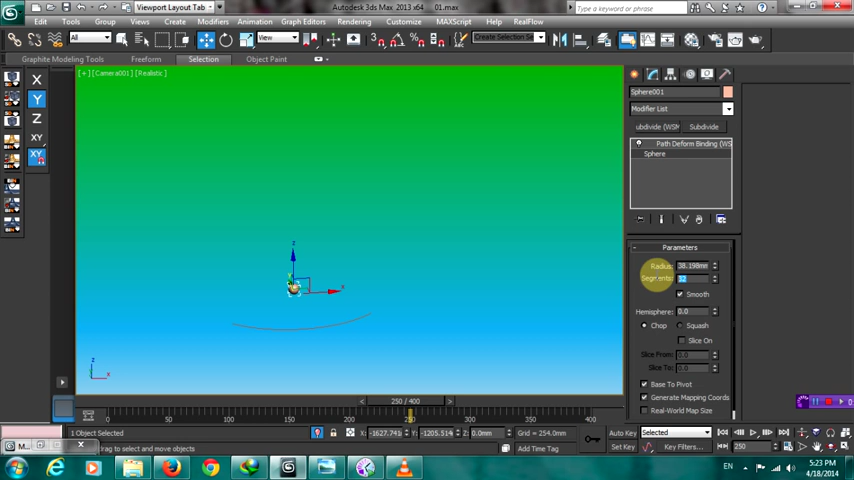 Viewport Layout Tab
Autodesk 3ds Max 2013 x64
01.max
Type a keyword or phrase
Edit Tools Group Views Create Modifiers Animation Graph Editors Rendering Customize MAXScript Help RealFlow
All
View
Create Selection Se
Graphite Modeling Tools Freeform Selection Object Paint
[+][Camera001][Realistic]
X
Y
Z
XY
XY
Sphere001
Modifier List
ubdivide (WSM
Subdivide
Path Deform Binding (WS
Sphere
Parameters
Radius: 38.198mm
Segments: 32
Smooth
Hemisphere: 0.0
Chop Squash
Slice On
Slice From: 0.0
Slice To: 0.0
Base To Pivot
Generate Mapping Coords
Real-World Map Size
z
x
y
z
x
250 / 400
0 50 100 150 200 250 300 350 400
1 Object Selected
Y: -1205.514
Z: 0.0mm
Grid = 254.0mm
Auto Key
Selected
drag to select and move objects
Add Time Tag
Set Key
Key Filters...
250
M...
EN
5:23 PM
4/18/2014